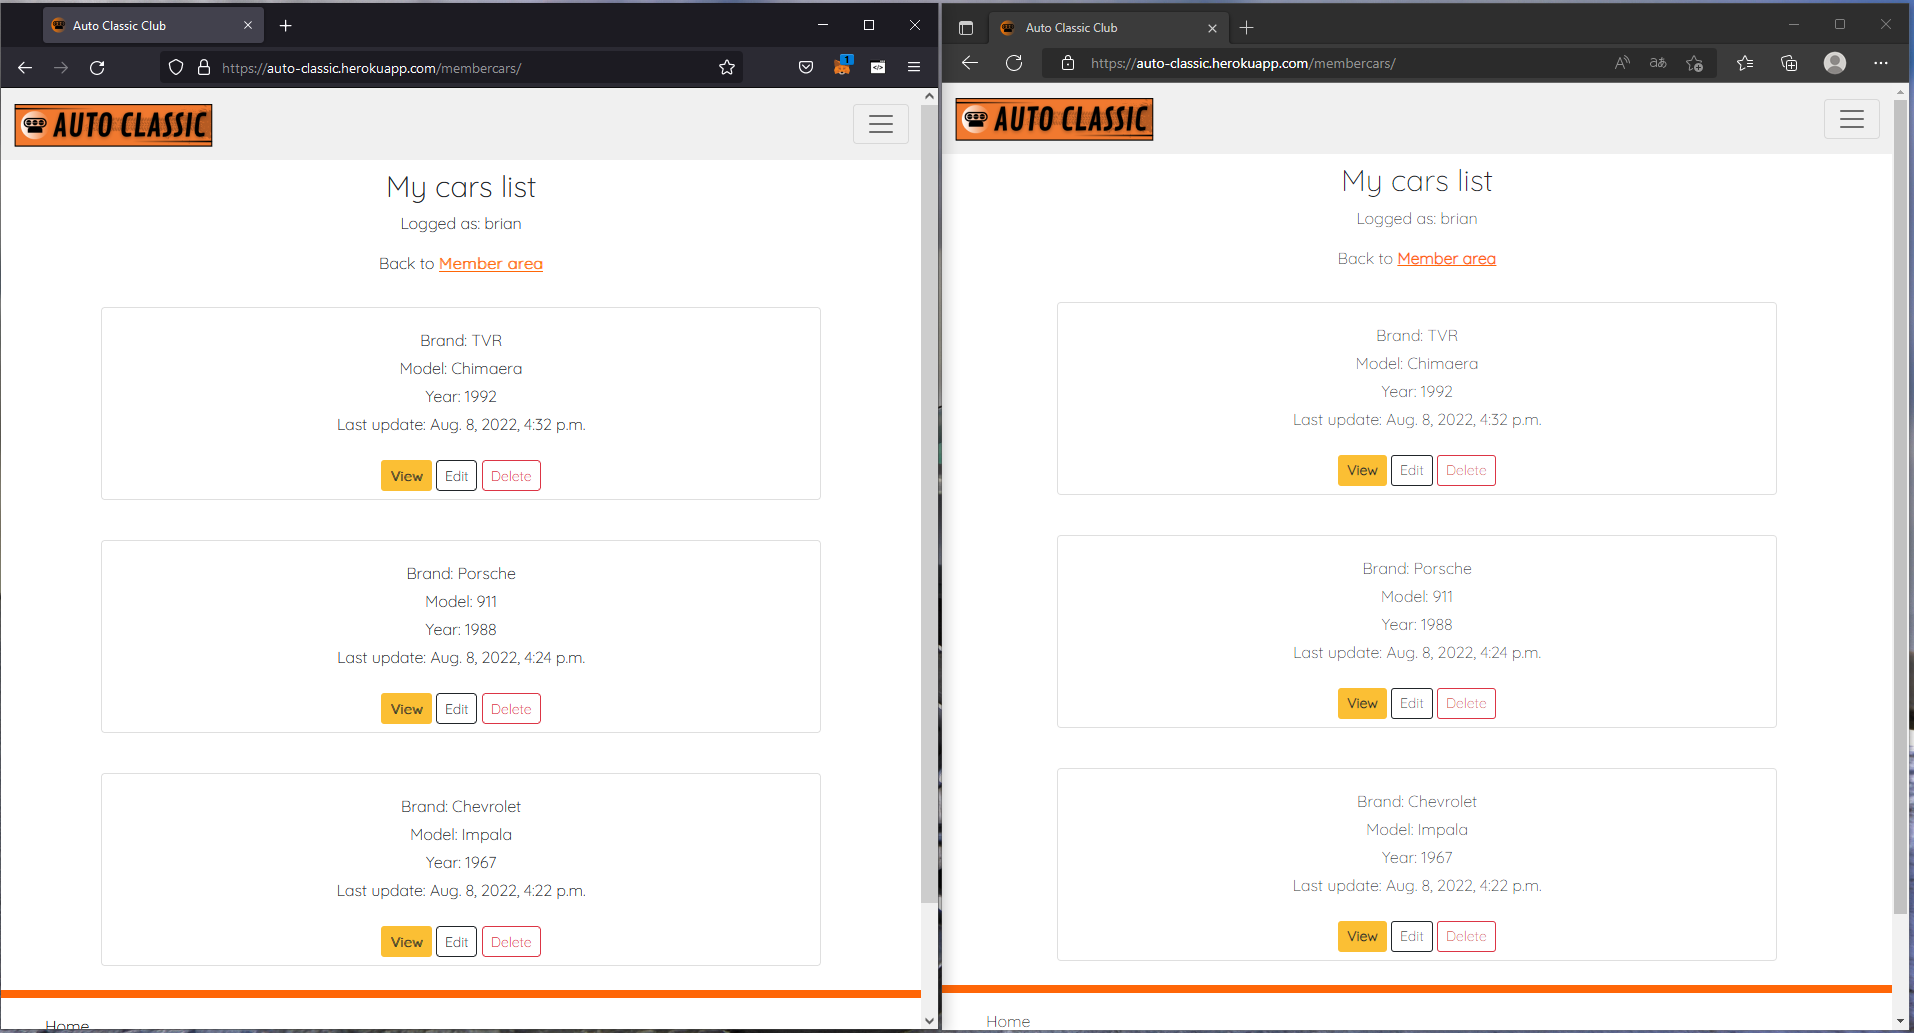 Auto Classic Club
https://auto-classic.herokuapp.com/membercars/
1
AUTO CLASSIC
My cars list
Logged as: brian
Back to Member area
Brand: TVR
Model: Chimaera
Year: 1992
Last update: Aug. 8, 2022, 4:32 p.m.
View Edit Delete
Brand: Porsche
Model: 911
Year: 1988
Last update: Aug. 8, 2022, 4:24 p.m.
View Edit Delete
Brand: Chevrolet
Model: Impala
Year: 1967
Last update: Aug. 8, 2022, 4:22 p.m.
View Edit Delete
Home
Auto Classic Club
https://auto-classic.herokuapp.com/membercars/
AUTO CLASSIC
My cars list
Logged as: brian
Back to Member area
Brand: TVR
Model: Chimaera
Year: 1992
Last update: Aug. 8, 2022, 4:32 p.m.
View Edit Delete
Brand: Porsche
Model: 911
Year: 1988
Last update: Aug. 8, 2022, 4:24 p.m.
View Edit Delete
Brand: Chevrolet
Model: Impala
Year: 1967
Last update: Aug. 8, 2022, 4:22 p.m.
View Edit Delete
Home